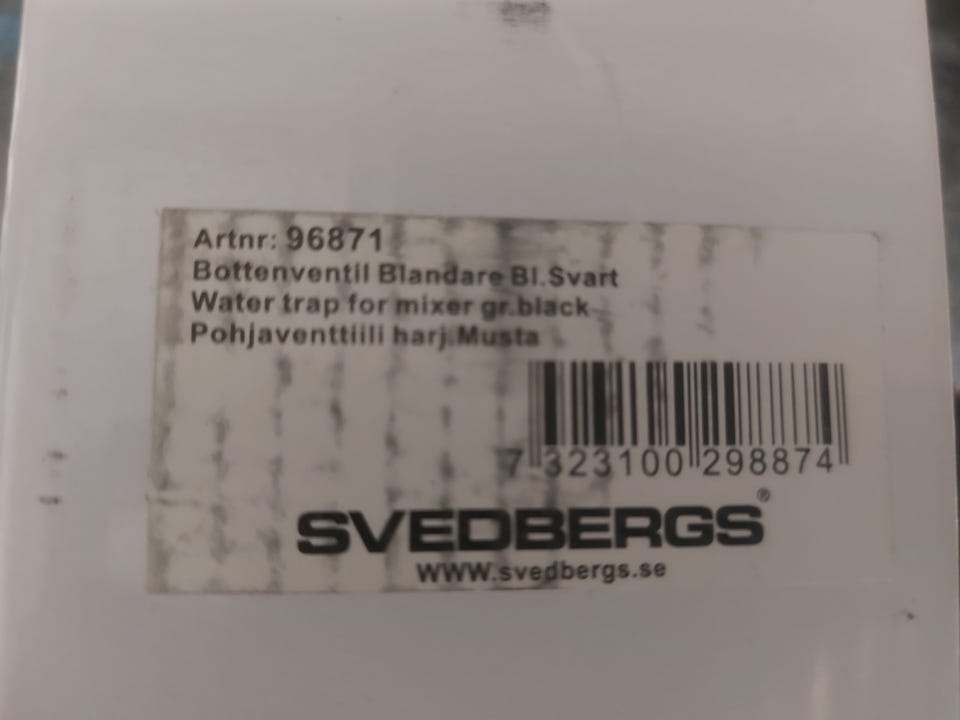 Artnr: 96871
Bottenventil Blandare Bl.Svart
Water trap for mixer gr.black
Pohjaventtiili harj.Musta
7 323100 298874
SVEDBERGS®
WWW.svedbergs.se